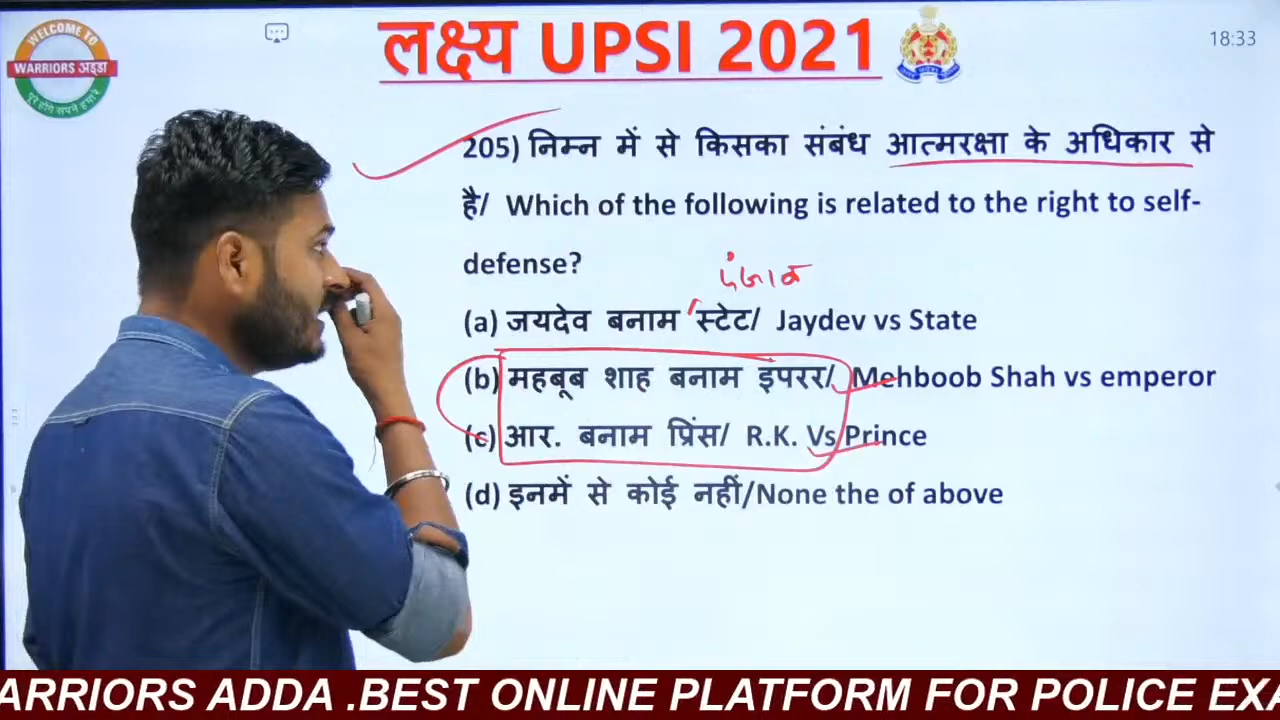 WELCOME TO
WARRIORS अड्डा
पूरे होंगे सपने हमारे
लक्ष्य UPSI 2021
18:33
205) निम्न में से किसका संबंध आत्मरक्षा के अधिकार से
है/ Which of the following is related to the right to self-
defense?
पंजाब
(a) जयदेव बनाम स्टेट/ Jaydev vs State
(b) महबूब शाह बनाम इपरर/ Mehboob Shah vs emperor
(c) आर. बनाम प्रिंस/ R.K. Vs Prince
(d) इनमें से कोई नहीं/None the of above
ARRIORS ADDA .BEST ONLINE PLATFORM FOR POLICE EXA